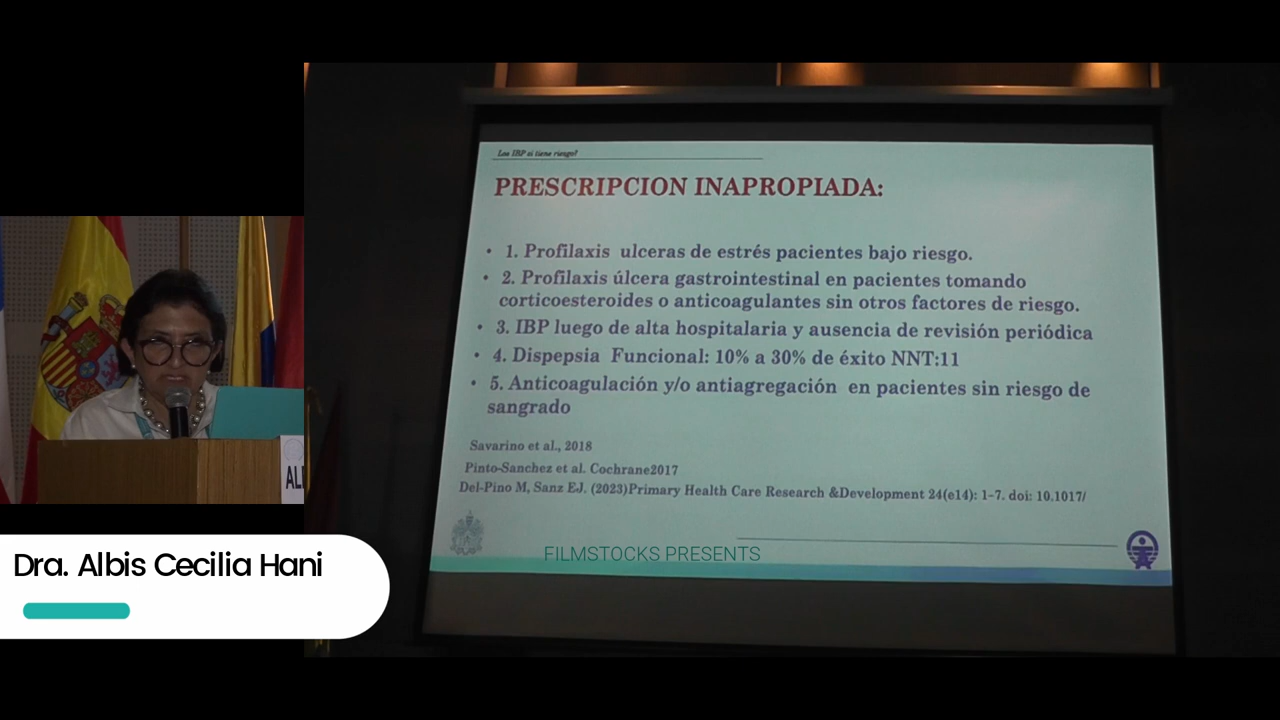 Los IBP si tiene riesgo?
PRESCRIPCION INAPROPIADA:
• 1. Profilaxis ulceras de estrés pacientes bajo riesgo.
• 2. Profilaxis úlcera gastrointestinal en pacientes tomando
corticoesteroides o anticoagulantes sin otros factores de riesgo.
• 3. IBP luego de alta hospitalaria y ausencia de revisión periódica
• 4. Dispepsia Funcional: 10% a 30% de éxito NNT:11
• 5. Anticoagulación y/o antiagregación en pacientes sin riesgo de
sangrado
Savarino et al., 2018
Pinto-Sanchez et al. Cochrane2017
Del-Pino M, Sanz EJ. (2023)Primary Health Care Research &Development 24(e14): 1–7. doi: 10.1017/
FILMSTOCKS PRESENTS
AL
Dra. Albis Cecilia Hani